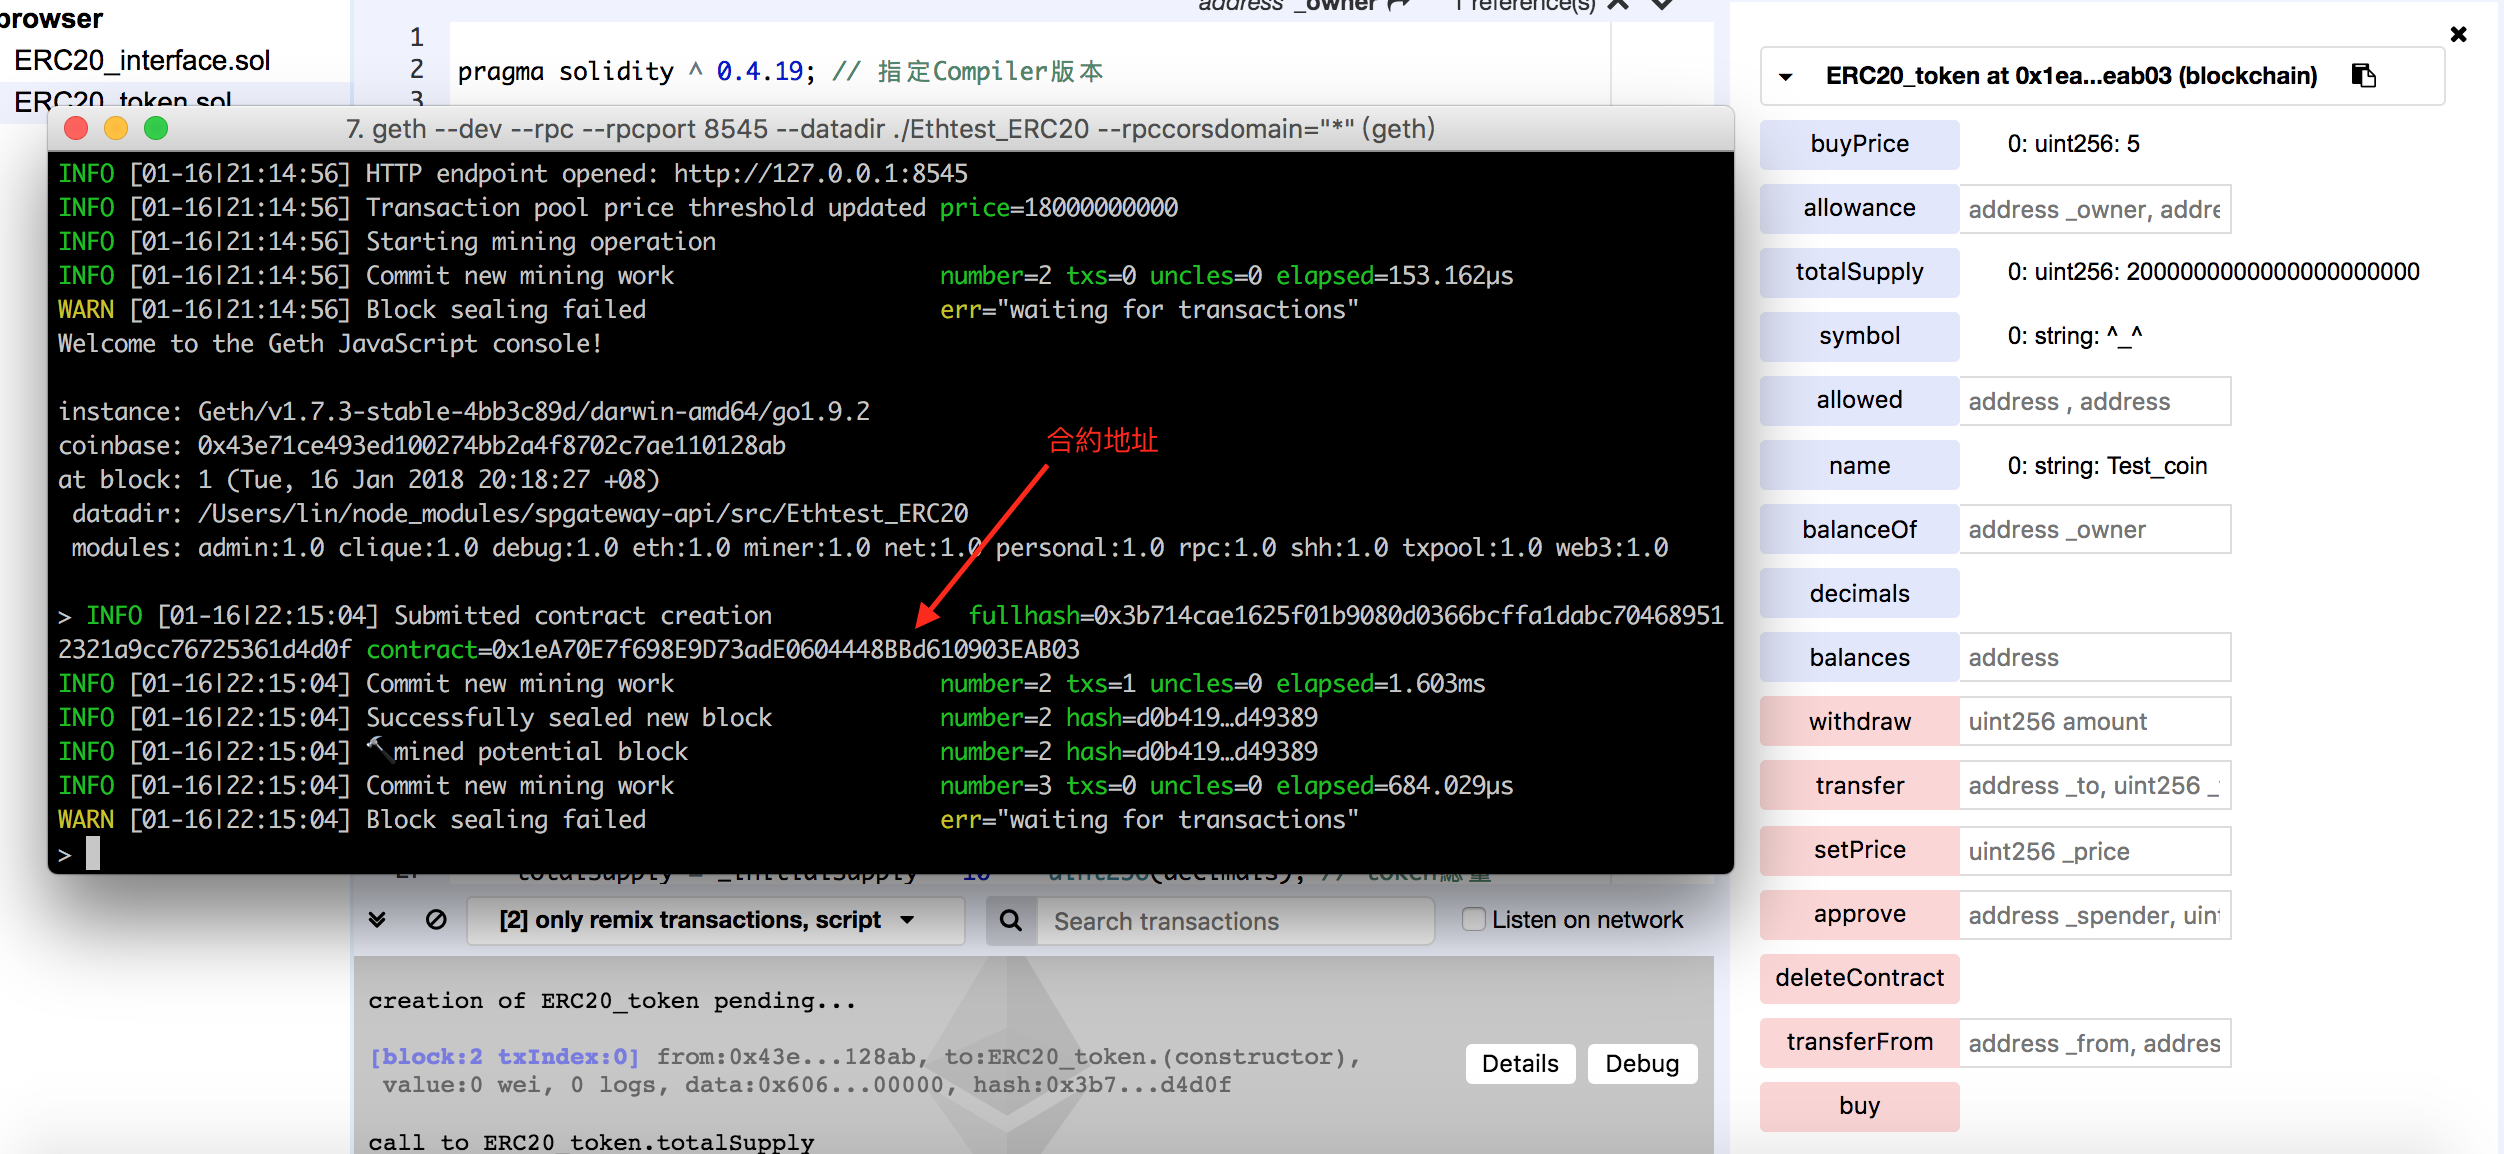 browser
ERC20_interface.sol
ERC20_token.sol
address _owner 1 reference(s)
1
2 pragma solidity ^ 0.4.19; // 指定Compiler版本
3
7. geth --dev --rpc --rpcport 8545 --datadir ./Ethtest_ERC20 --rpccorsdomain="*" (geth)
INFO [01-16|21:14:56] HTTP endpoint opened: http://127.0.0.1:8545
INFO [01-16|21:14:56] Transaction pool price threshold updated price=18000000000
INFO [01-16|21:14:56] Starting mining operation
INFO [01-16|21:14:56] Commit new mining work number=2 txs=0 uncles=0 elapsed=153.162µs
WARN [01-16|21:14:56] Block sealing failed err="waiting for transactions"
Welcome to the Geth JavaScript console!
instance: Geth/v1.7.3-stable-4bb3c89d/darwin-amd64/go1.9.2
coinbase: 0x43e71ce493ed100274bb2a4f8702c7ae110128ab
at block: 1 (Tue, 16 Jan 2018 20:18:27 +08)
datadir: /Users/lin/node_modules/spgateway-api/src/Ethtest_ERC20
modules: admin:1.0 clique:1.0 debug:1.0 eth:1.0 miner:1.0 net:1.0 personal:1.0 rpc:1.0 shh:1.0 txpool:1.0 web3:1.0
合約地址
> INFO [01-16|22:15:04] Submitted contract creation fullhash=0x3b714cae1625f01b9080d0366bcffa1dabc70468951
2321a9cc76725361d4d0f contract=0x1eA70E7f698E9D73adE0604448BBd610903EAB03
INFO [01-16|22:15:04] Commit new mining work number=2 txs=1 uncles=0 elapsed=1.603ms
INFO [01-16|22:15:04] Successfully sealed new block number=2 hash=d0b419…d49389
INFO [01-16|22:15:04] 🔨mined potential block number=2 hash=d0b419…d49389
INFO [01-16|22:15:04] Commit new mining work number=3 txs=0 uncles=0 elapsed=684.029µs
WARN [01-16|22:15:04] Block sealing failed err="waiting for transactions"
>
totalSupply = _initialSupply * 10 ** uint256(decimals); // token總量
[2] only remix transactions, script
Search transactions
Listen on network
creation of ERC20_token pending...
[block:2 txIndex:0] from:0x43e...128ab, to:ERC20_token.(constructor),
value:0 wei, 0 logs, data:0x606...00000, hash:0x3b7...d4d0f
Details Debug
call to ERC20_token.totalSupply
ERC20_token at 0x1ea...eab03 (blockchain)
buyPrice 0: uint256: 5
allowance address _owner, addre
totalSupply 0: uint256: 2000000000000000000000
symbol 0: string: ^_^
allowed address , address
name 0: string: Test_coin
balanceOf address _owner
decimals
balances address
withdraw uint256 amount
transfer address _to, uint256 _
setPrice uint256 _price
approve address _spender, uint
deleteContract
transferFrom address _from, addres
buy